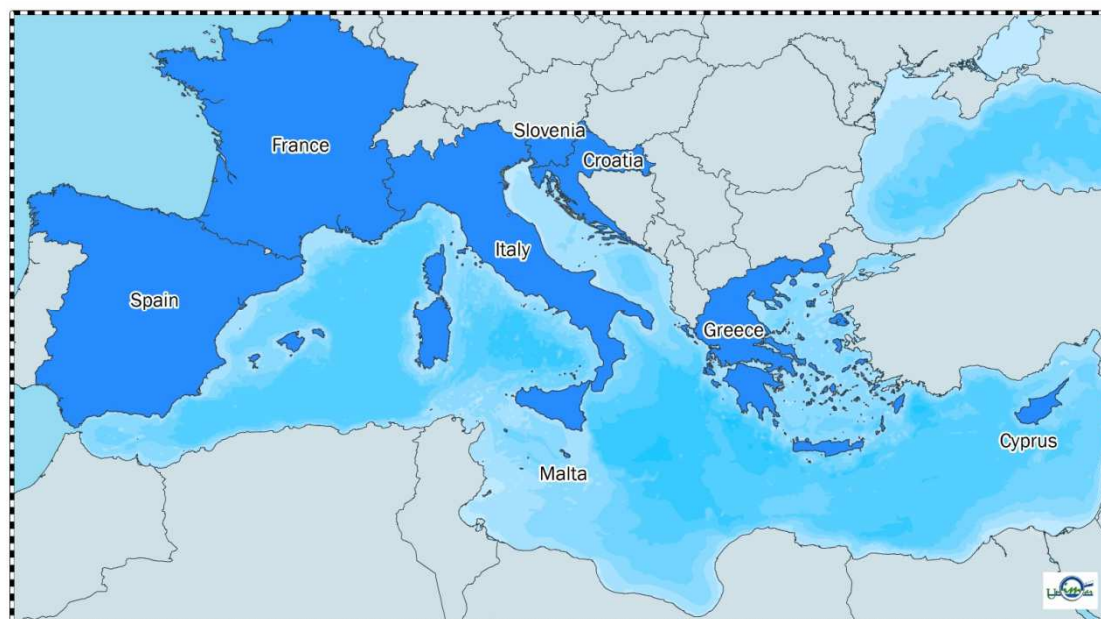 Slovenia
France
Croatia
Italy
Spain
Greece
Cyprus
Malta